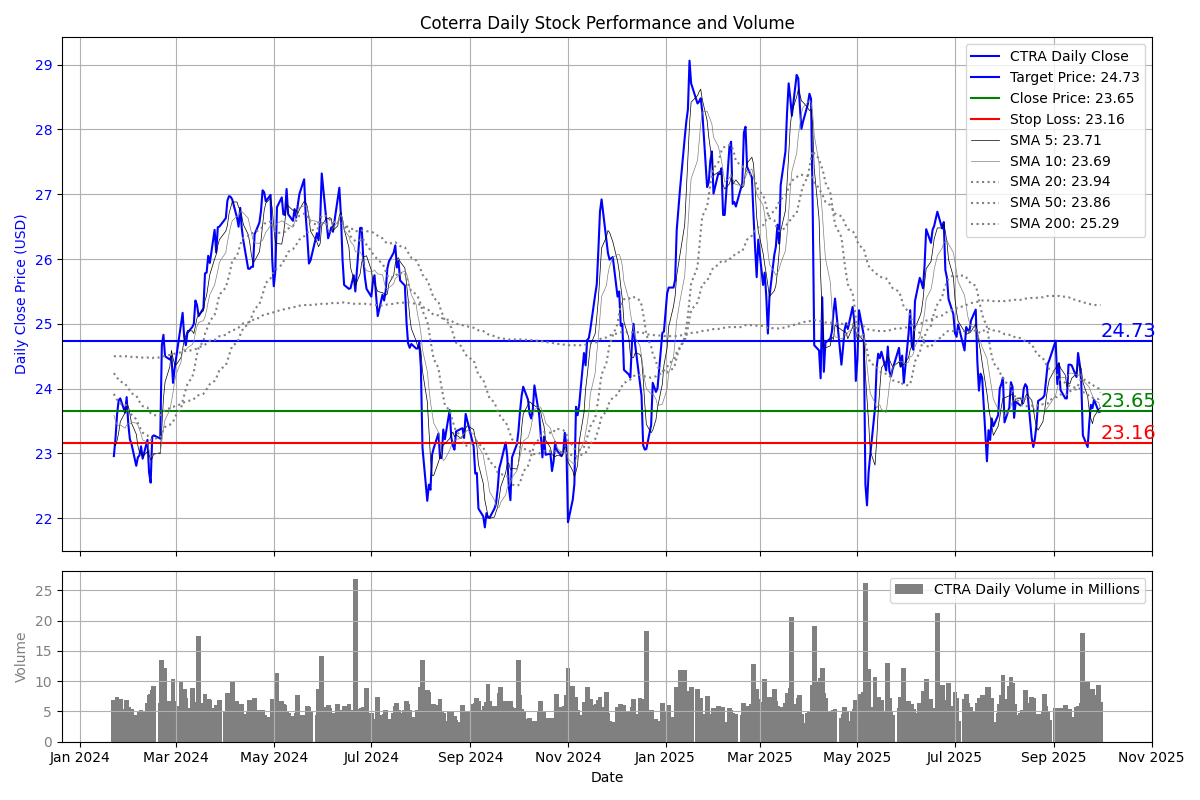 Coterra Daily Stock Performance and Volume
Daily Close Price (USD)
29
28
27
26
25
24
23
22
CTRA Daily Close
Target Price: 24.73
Close Price: 23.65
Stop Loss: 23.16
SMA 5: 23.71
SMA 10: 23.69
SMA 20: 23.94
SMA 50: 23.86
SMA 200: 25.29
24.73
23.65
23.16
Volume
25
20
15
10
5
0
CTRA Daily Volume in Millions
Jan 2024 Mar 2024 May 2024 Jul 2024 Sep 2024 Nov 2024 Jan 2025 Mar 2025 May 2025 Jul 2025 Sep 2025 Nov 2025
Date